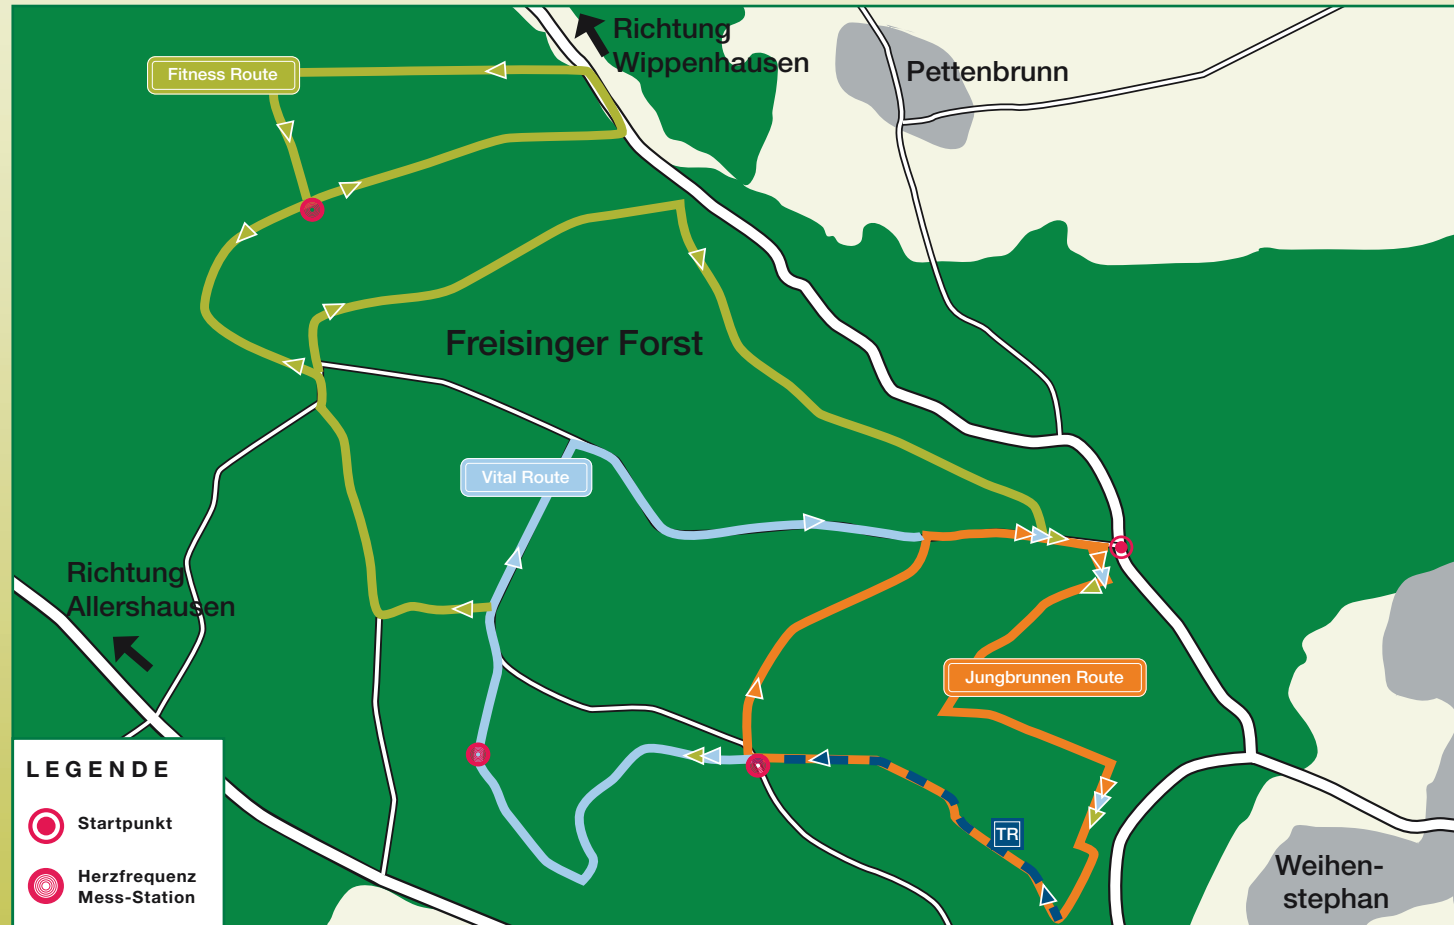 Richtung
Wippenhausen
Fitness Route
Pettenbrunn
Freisinger Forst
Vital Route
Richtung
Allershausen
Jungbrunnen Route
LEGENDE
Startpunkt
TR
Herzfrequenz
Mess-Station
Weihen-
stephan